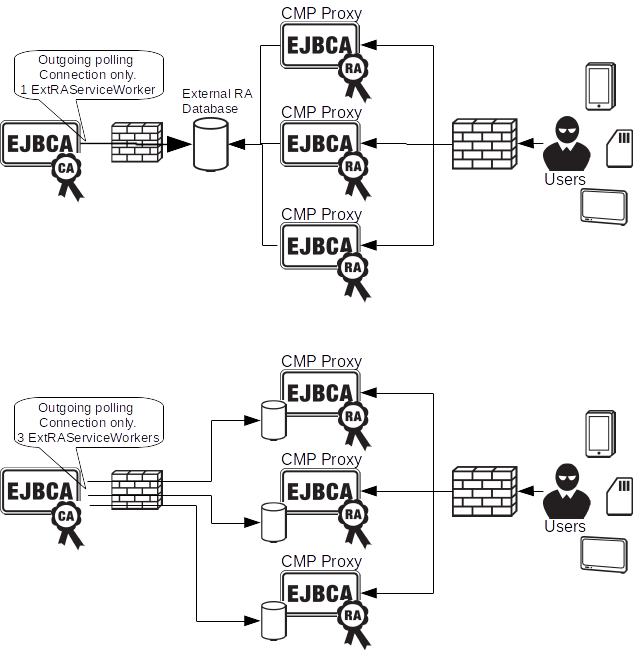 CMP Proxy
EJBCA
RA
Outgoing polling
Connection only.
1 ExtRAServiceWorker
External RA
Database
CMP Proxy
EJBCA
CA
EJBCA
RA
Users
CMP Proxy
EJBCA
RA
CMP Proxy
EJBCA
RA
Outgoing polling
Connection only.
3 ExtRAServiceWorkers
CMP Proxy
EJBCA
CA
EJBCA
RA
Users
CMP Proxy
EJBCA
RA